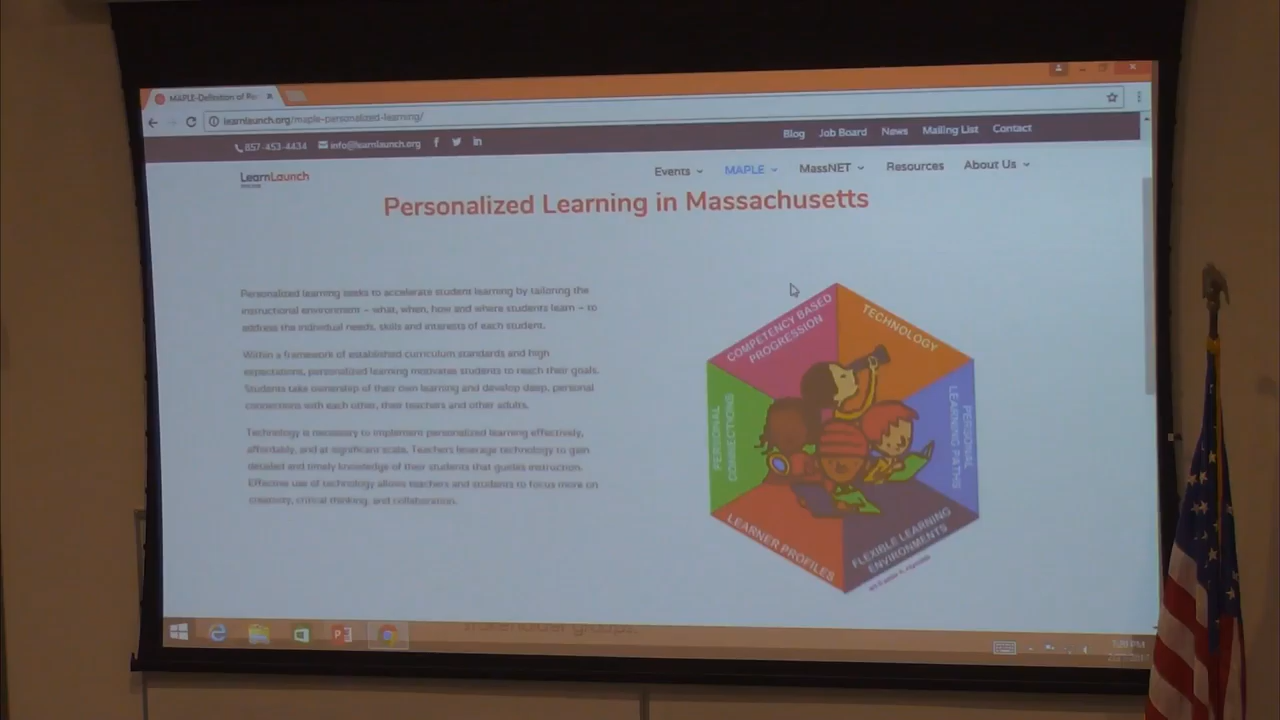 MAPLE-Definition of Re
learnlaunch.org/maple-personalized-learning/
857-453-4434 info@learnlaunch.org
Blog Job Board News Mailing List Contact
LearnLaunch
Events MAPLE MassNET Resources About Us
Personalized Learning in Massachusetts
Personalized learning seeks to accelerate student learning by tailoring the
instructional environment – what, when, how and where students learn – to
address the individual needs, skills and interests of each student.
Within a framework of established curriculum standards and high
expectations, personalized learning motivates students to reach their goals.
Students take ownership of their own learning and develop deep, personal
connections with each other, their teachers and other adults.
Technology is necessary to implement personalized learning effectively,
affordably, and at significant scale. Teachers leverage technology to gain
detailed and timely knowledge of their students that guides instruction.
Effective use of technology allows teachers and students to focus more on
creativity, critical thinking, and collaboration.
COMPETENCY BASED
PROGRESSION
TECHNOLOGY
PERSONAL
LEARNING PATHS
FLEXIBLE LEARNING
ENVIRONMENTS
LEARNER PROFILES
PERSONAL
CONNECTIONS
stakeholder groups.